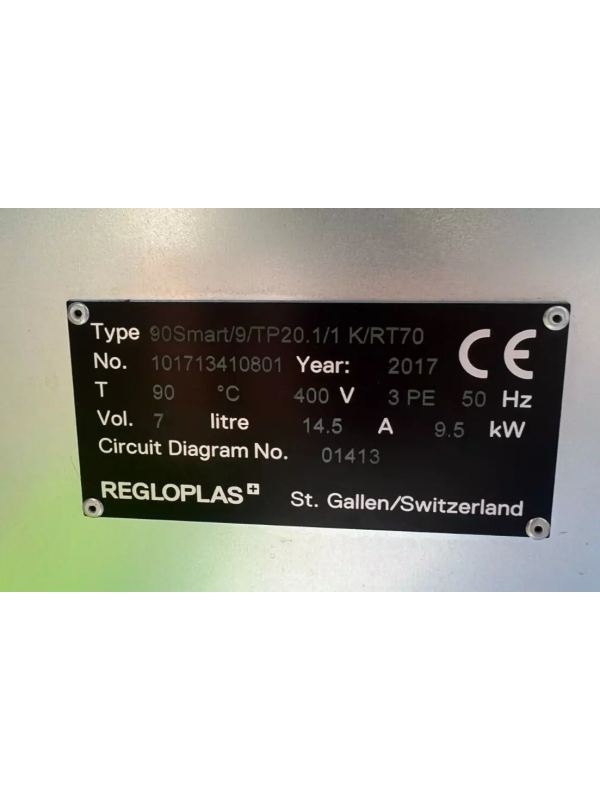 Type 90Smart/9/TP20.1/1 K/RT70
No. 101713410801 Year: 2017 CE
T 90 °C 400 V 3 PE 50 Hz
Vol. 7 litre 14.5 A 9.5 kW
Circuit Diagram No. 01413
REGLOPLAS St. Gallen/Switzerland